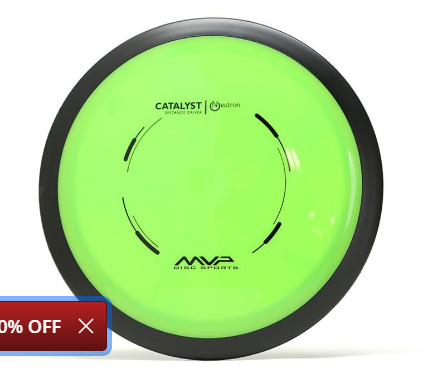 CATALYST | Neutron
DISTANCE DRIVER
MVP
DISC SPORTS
0% OFF